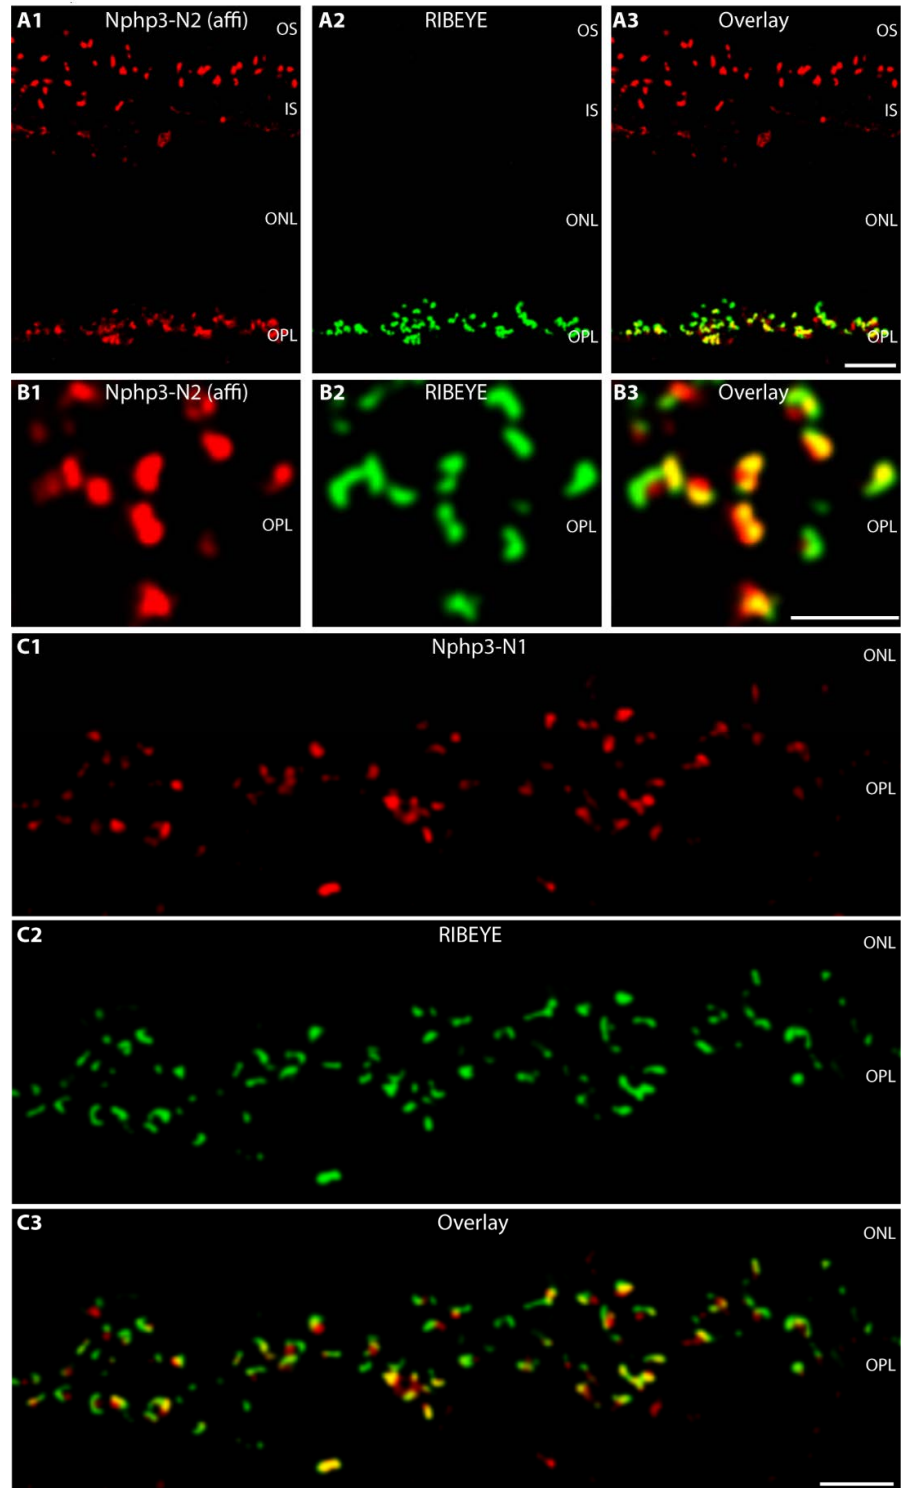 A1 Nphp3-N2 (affi) OS
IS
ONL
OPL
A2 RIBEYE OS
IS
ONL
OPL
A3 Overlay OS
IS
ONL
OPL
B1 Nphp3-N2 (affi)
OPL
B2 RIBEYE
OPL
B3 Overlay
OPL
C1 Nphp3-N1 ONL
OPL
C2 RIBEYE ONL
OPL
C3 Overlay ONL
OPL